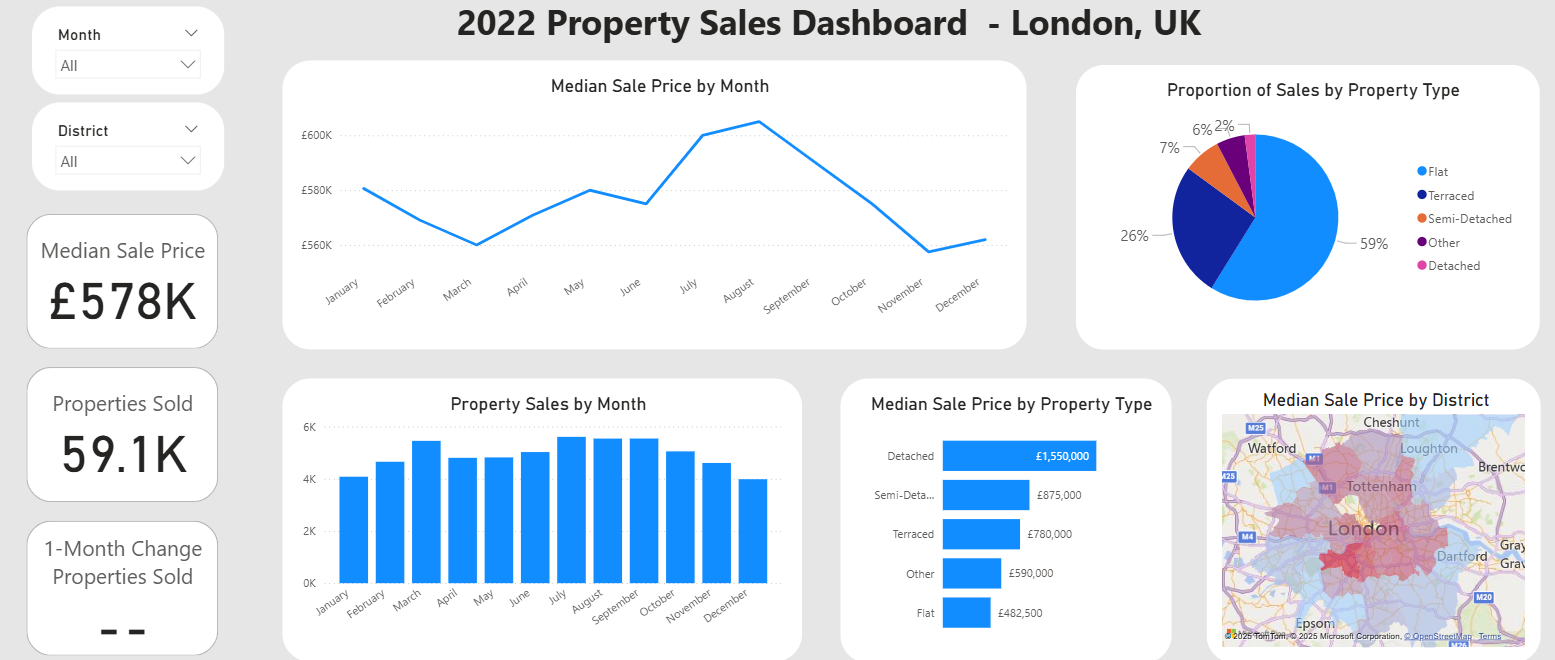 2022 Property Sales Dashboard - London, UK
Month
All
District
All
Median Sale Price
£578K
Properties Sold
59.1K
1-Month Change
Properties Sold
--
Median Sale Price by Month
£600K
£580K
£560K
January
February
March
April
May
June
July
August
September
October
November
December
Proportion of Sales by Property Type
6%
2%
7%
26%
59%
Flat
Terraced
Semi-Detached
Other
Detached
Property Sales by Month
6K
4K
2K
0K
January
February
March
April
May
June
July
August
September
October
November
December
Median Sale Price by Property Type
Detached £1,550,000
Semi-Deta... £875,000
Terraced £780,000
Other £590,000
Flat £482,500
Median Sale Price by District
Cheshunt
M25
Watford
Loughton
M1
Brentwo
M25
M1
Tottenham
London
M4
Gray
Dartford
Grav
M20
Epsom
© 2025 TomTom, © 2025 Microsoft Corporation, © OpenStreetMap Terms
M26